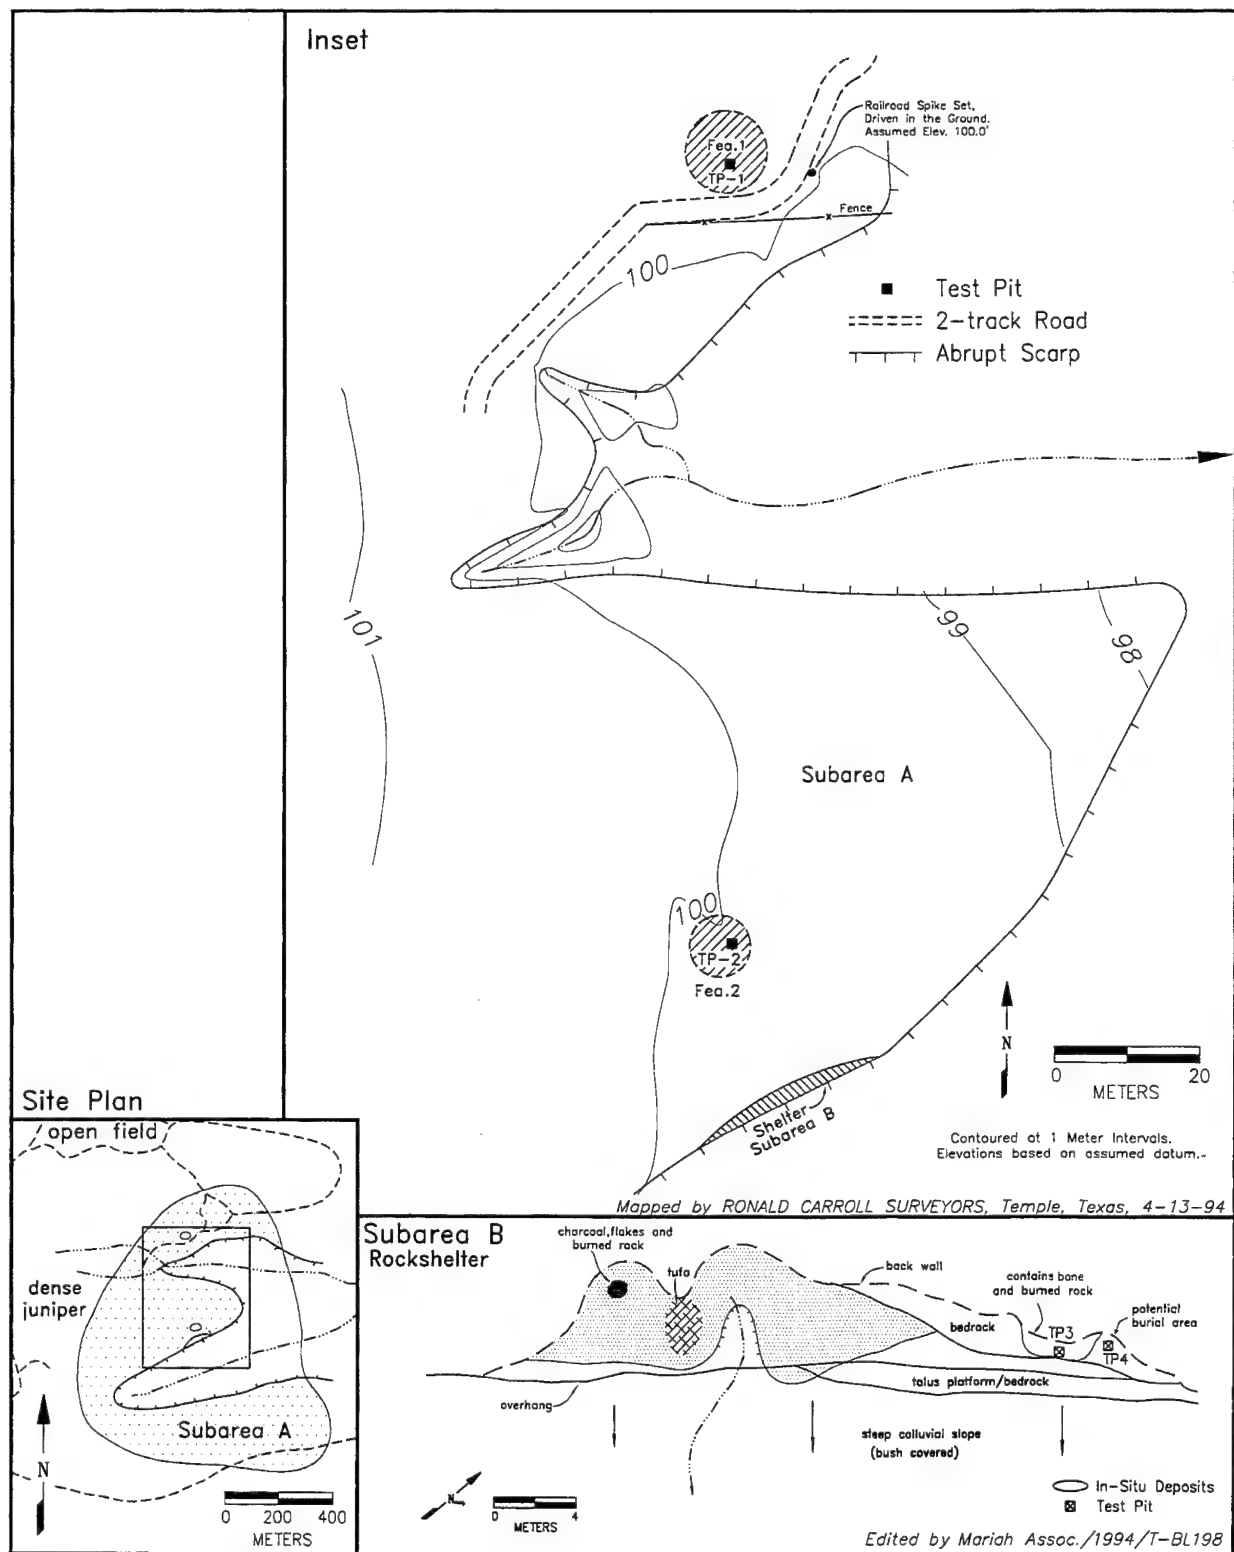 Inset
Railroad Spike Set,
Driven in the Ground.
Assumed Elev. 100.0'
Fea.1
TP-1
Fence
100
Test Pit
2-track Road
Abrupt Scarp
101
99
98
Subarea A
100
TP-2
Fea.2
N
0 20
METERS
Shelter
Subarea B
Contoured at 1 Meter Intervals.
Elevations based on assumed datum.
Mapped by RONALD CARROLL SURVEYORS, Temple, Texas, 4-13-94
Site Plan
open field
dense
juniper
Subarea A
N
0 200 400
METERS
Subarea B
Rockshelter
charcoal, flakes and
burned rock
tufa
back wall
contains bone
and burned rock
potential
burial area
TP3
TP4
bedrock
talus platform/bedrock
overhang
steep colluvial slope
(bush covered)
N
0 4
METERS
In-Situ Deposits
Test Pit
Edited by Mariah Assoc./1994/T-BL198